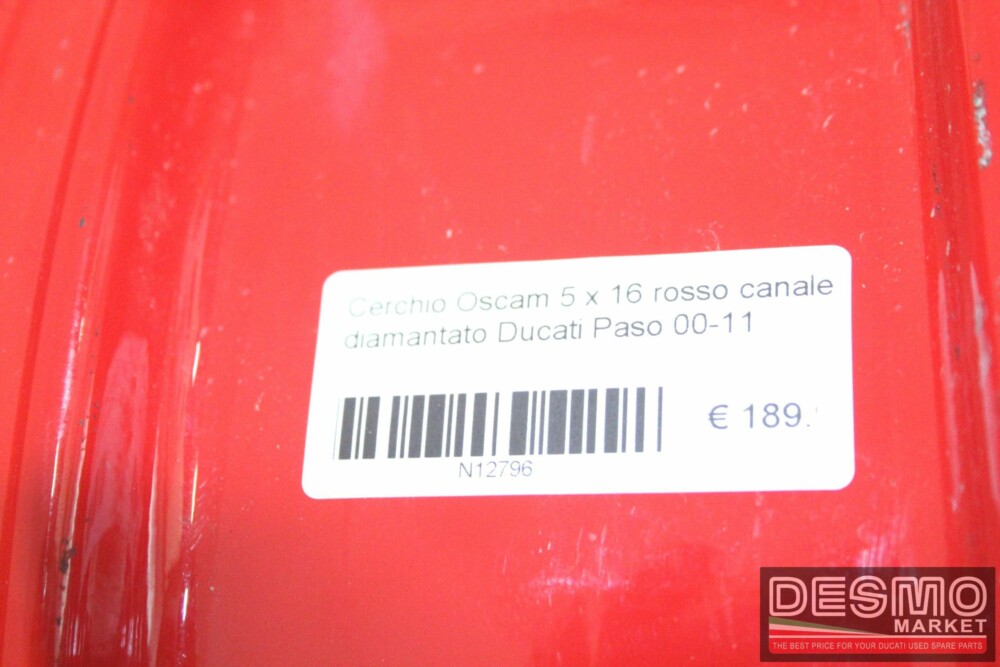 Cerchio Oscam 5 x 16 rosso canale
diamantato Ducati Paso 00-11
€ 189.
N12796
DESMO
MARKET
THE BEST PRICE FOR YOUR DUCATI USED SPARE PARTS